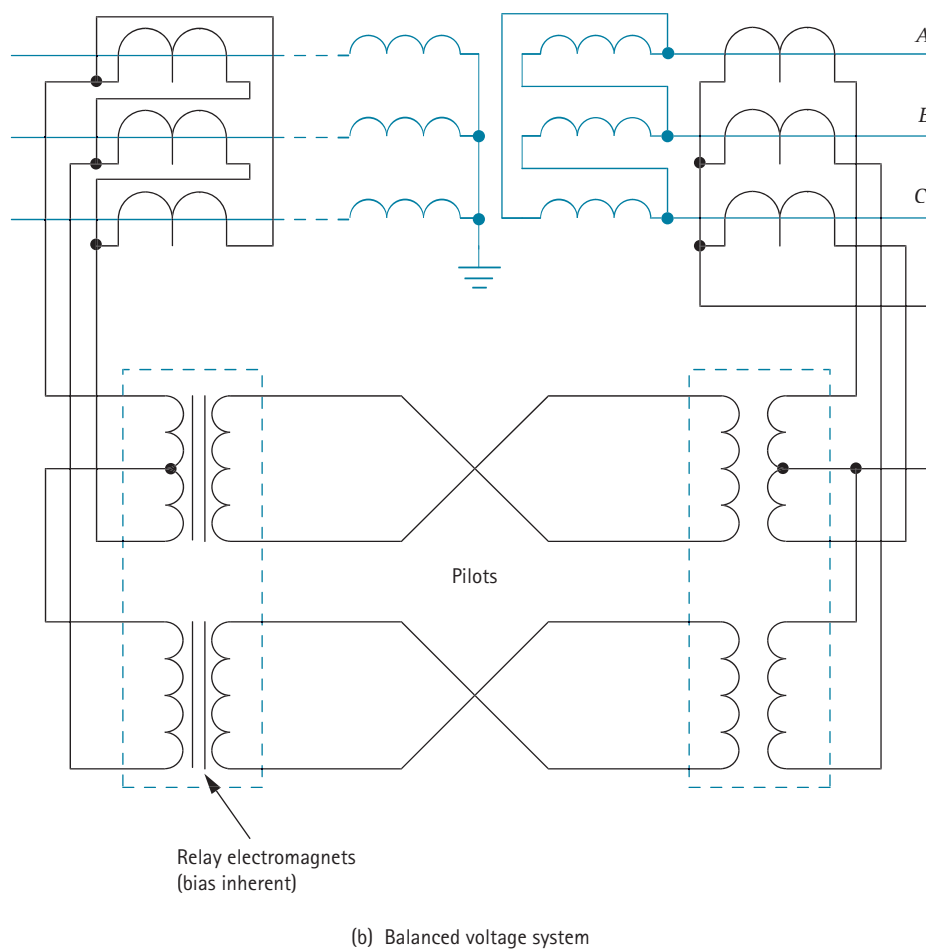 A
B
C
Pilots
Relay electromagnets
(bias inherent)
(b) Balanced voltage system